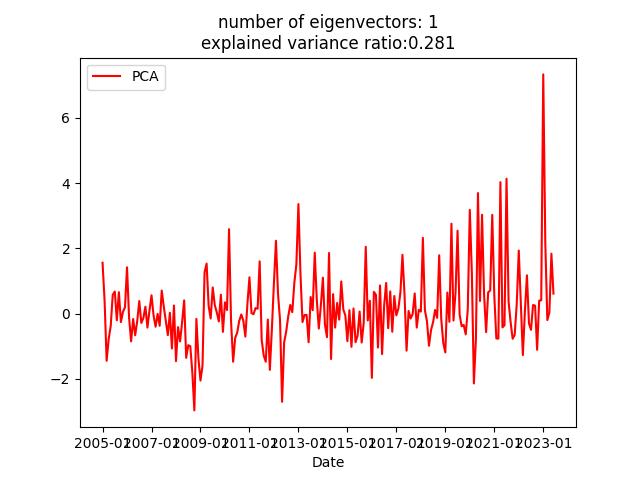 number of eigenvectors: 1
explained variance ratio:0.281
PCA
6
4
2
0
−2
2005-01 2007-01 2009-01 2011-01 2013-01 2015-01 2017-01 2019-01 2021-01 2023-01
Date